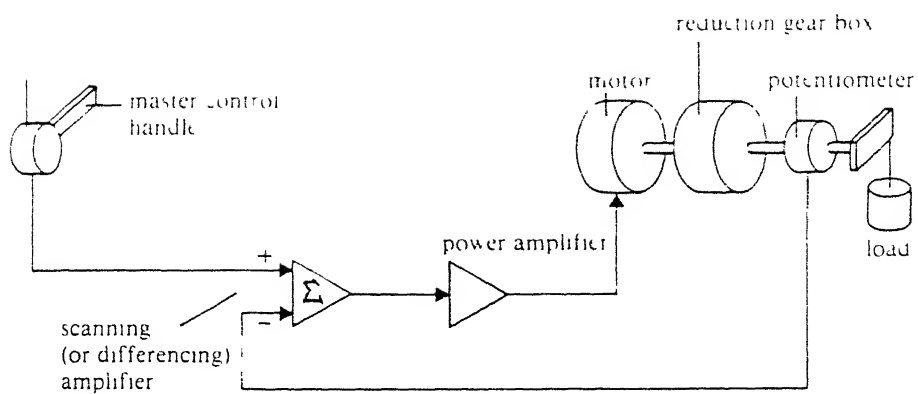 reduction gear box
motor
potentiometer
master control
handle
load
power amplifier
+
Σ
−
scanning
(or differencing)
amplifier